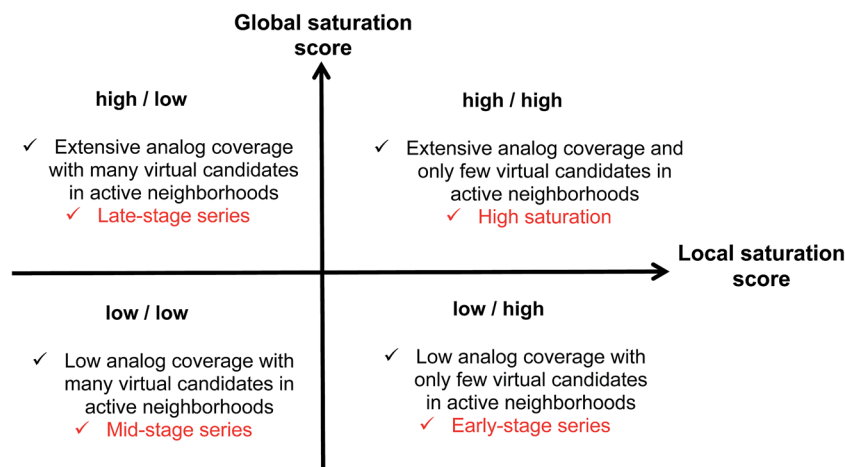 Global saturation
score
high / low
✓ Extensive analog coverage
with many virtual candidates
in active neighborhoods
✓ Late-stage series
high / high
✓ Extensive analog coverage and
only few virtual candidates in
active neighborhoods
✓ High saturation
Local saturation
score
low / low
✓ Low analog coverage with
many virtual candidates in
active neighborhoods
✓ Mid-stage series
low / high
✓ Low analog coverage with
only few virtual candidates
in active neighborhoods
✓ Early-stage series